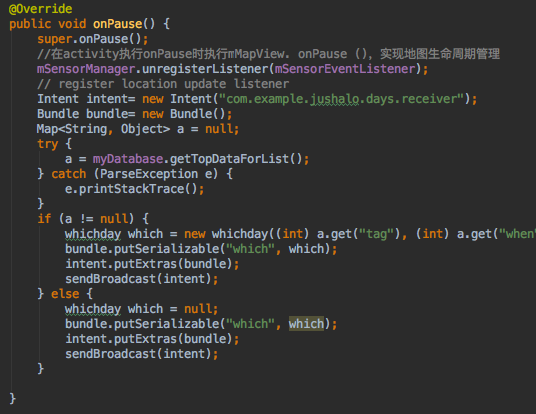 @Override
public void onPause() {
super.onPause();
//在activity执行onPause时执行mMapView. onPause ()，实现地图生命周期管理
mSensorManager.unregisterListener(mSensorEventListener);
// register location update listener
Intent intent= new Intent("com.example.jushalo.days.receiver");
Bundle bundle= new Bundle();
Map<String, Object> a = null;
try {
a = myDatabase.getTopDataForList();
} catch (ParseException e) {
e.printStackTrace();
}
if (a != null) {
whichday which = new whichday((int) a.get("tag"), (int) a.get("when"
bundle.putSerializable("which", which);
intent.putExtras(bundle);
sendBroadcast(intent);
} else {
whichday which = null;
bundle.putSerializable("which", which);
intent.putExtras(bundle);
sendBroadcast(intent);
}
}